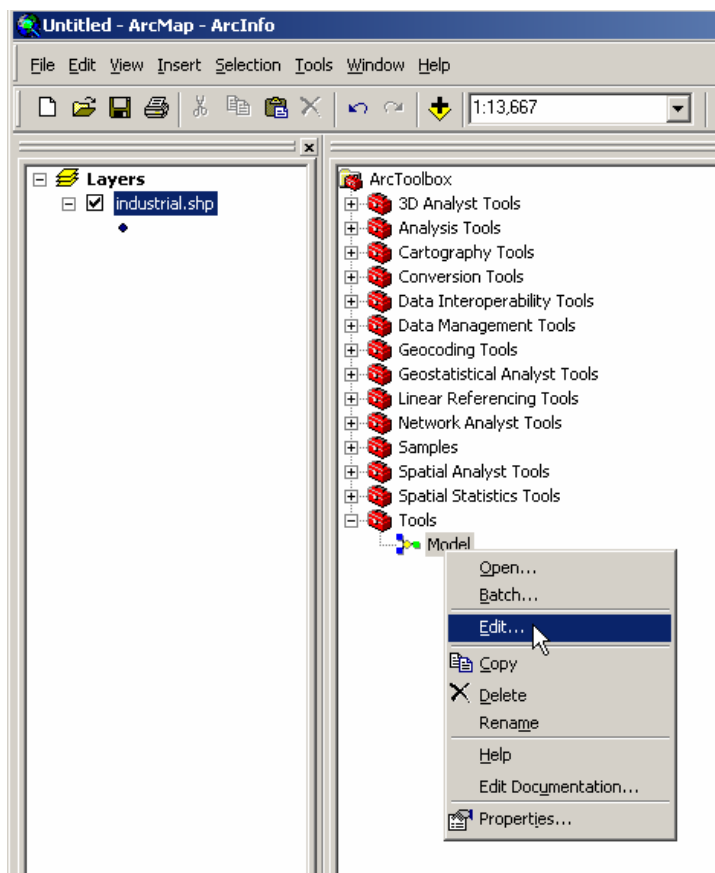 Untitled - ArcMap - ArcInfo
File Edit View Insert Selection Tools Window Help
1:13,667
Layers
industrial.shp
ArcToolbox
3D Analyst Tools
Analysis Tools
Cartography Tools
Conversion Tools
Data Interoperability Tools
Data Management Tools
Geocoding Tools
Geostatistical Analyst Tools
Linear Referencing Tools
Network Analyst Tools
Samples
Spatial Analyst Tools
Spatial Statistics Tools
Tools
Model
Open...
Batch...
Edit...
Copy
Delete
Rename
Help
Edit Documentation...
Properties...